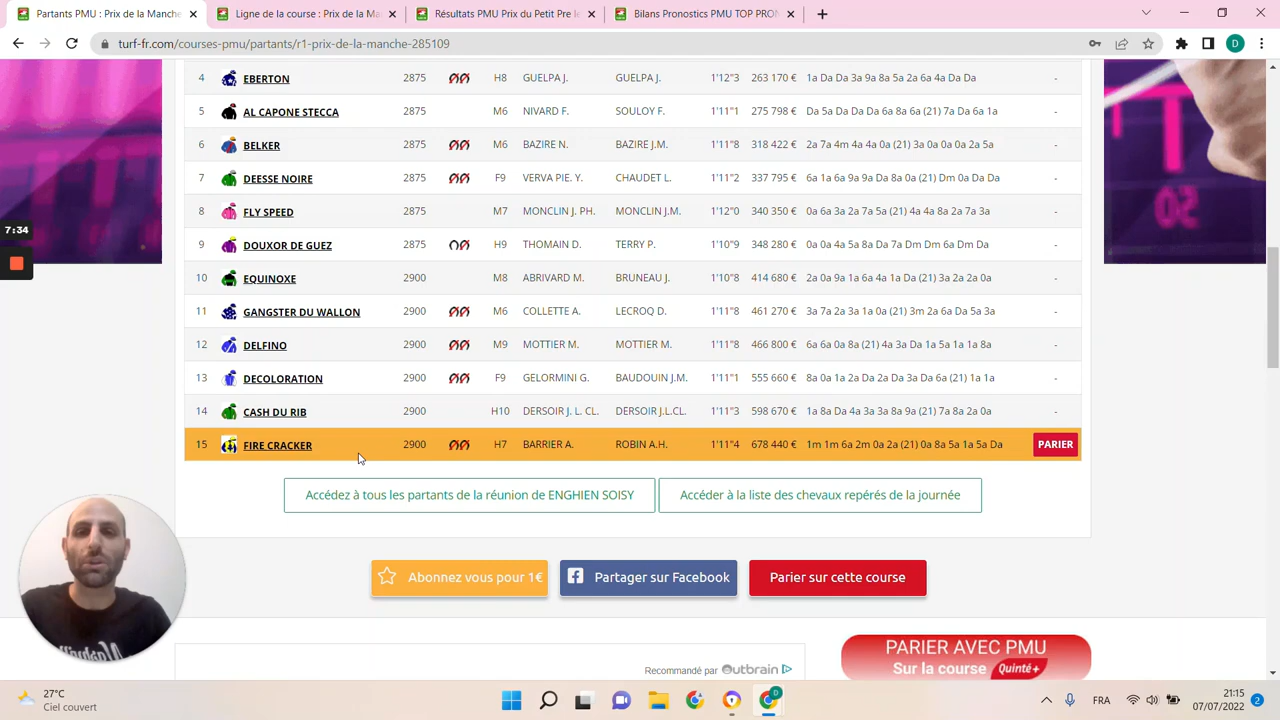 Partants PMU : Prix de la Manche
Ligne de la course : Prix de la Ma
Résultats PMU Prix du Petit Pre le
Bilans Pronostics PMU TOP PRON
turf-fr.com/courses-pmu/partants/r1-prix-de-la-manche-285109
D
4 EBERTON 2875 H8 GUELPA J. GUELPA J. 1'12"3 263 170 € 1a Da Da 3a 9a 8a 5a 2a 6a 4a Da Da -
5 AL CAPONE STECCA 2875 M6 NIVARD F. SOULOY F. 1'11"1 275 798 € Da 5a Da Da Da 6a 8a 6a (21) 7a Da 6a 1a -
6 BELKER 2875 M6 BAZIRE N. BAZIRE J.M. 1'11"8 318 422 € 2a 7a 4m 4a 4a 0a (21) 3a 0a 0a 0a 2a 5a -
7 DEESSE NOIRE 2875 F9 VERVA PIE. Y. CHAUDET L. 1'11"2 337 795 € 6a 1a 6a 9a 9a Da 8a 0a (21) Dm 0a Da Da -
8 FLY SPEED 2875 M7 MONCLIN J. PH. MONCLIN J.M. 1'12"0 340 350 € 0a 6a 3a 2a 7a 5a (21) 4a 4a 8a 2a 7a 3a -
9 DOUXOR DE GUEZ 2875 H9 THOMAIN D. TERRY P. 1'10"9 348 280 € 0a 0a 4a 5a 8a Da 7a Dm Dm 6a Dm Da -
10 EQUINOXE 2900 M8 ABRIVARD M. BRUNEAU J. 1'10"8 414 680 € 2a 0a 9a 1a 6a 4a 1a Da (21) 3a 2a 2a 0a -
11 GANGSTER DU WALLON 2900 M6 COLLETTE A. LECROQ D. 1'11"8 461 270 € 3a 7a 2a 3a 1a 0a (21) 3m 2a 6a Da 5a 3a -
12 DELFINO 2900 M9 MOTTIER M. MOTTIER M. 1'11"8 466 800 € 6a 6a 0a 8a (21) 4a 3a Da 1a 5a 1a 1a 8a -
13 DECOLORATION 2900 F9 GELORMINI G. BAUDOUIN J.M. 1'11"1 555 660 € 8a 0a 1a 2a Da 2a Da 3a Da 6a (21) 1a 1a -
14 CASH DU RIB 2900 H10 DERSOIR J. L. CL. DERSOIR J.L.CL. 1'11"3 598 670 € 1a 8a Da 4a 3a 3a 8a 9a (21) 7a 8a 2a 0a -
15 FIRE CRACKER 2900 H7 BARRIER A. ROBIN A.H. 1'11"4 678 440 € 1m 1m 6a 2m 0a 2a (21) 0a 8a 5a 1a 5a Da PARIER
7:34
Accédez à tous les partants de la réunion de ENGHIEN SOISY
Accéder à la liste des chevaux repérés de la journée
Abonnez vous pour 1€
Partager sur Facebook
Parier sur cette course
PARIER AVEC PMU
Sur la course Quinté+
Recommandé par Outbrain
27°C
Ciel couvert
FRA
21:15
07/07/2022
2